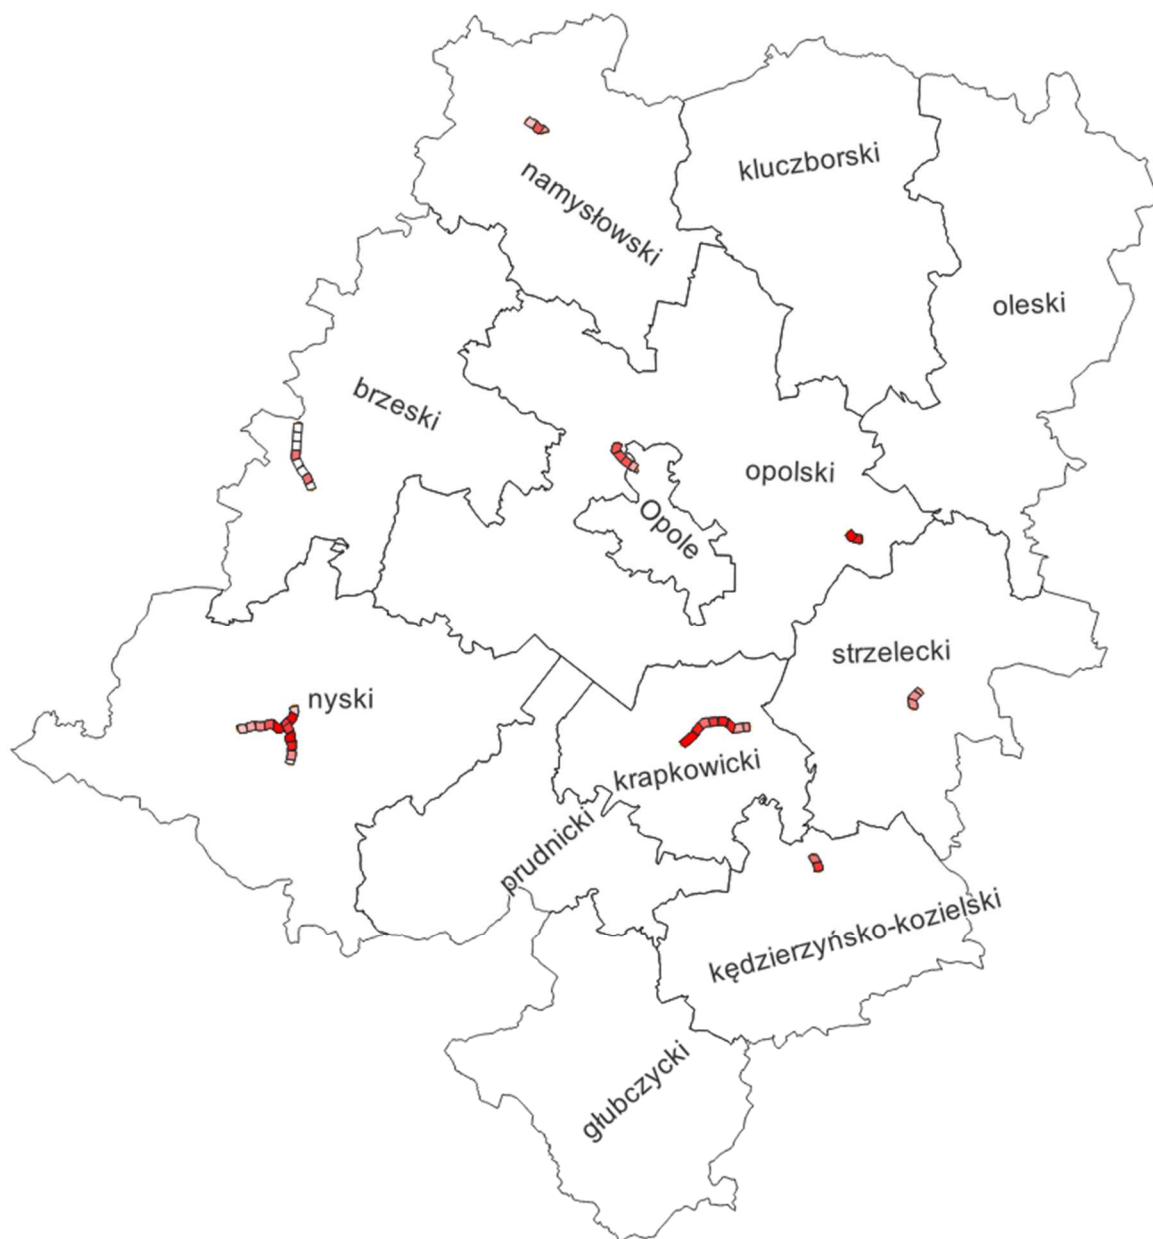 kluczborski
namysłowski
oleski
brzeski
opolski
Opole
strzelecki
nyski
krapkowicki
prudnicki
kędzierzyńsko-kozielski
głubczycki